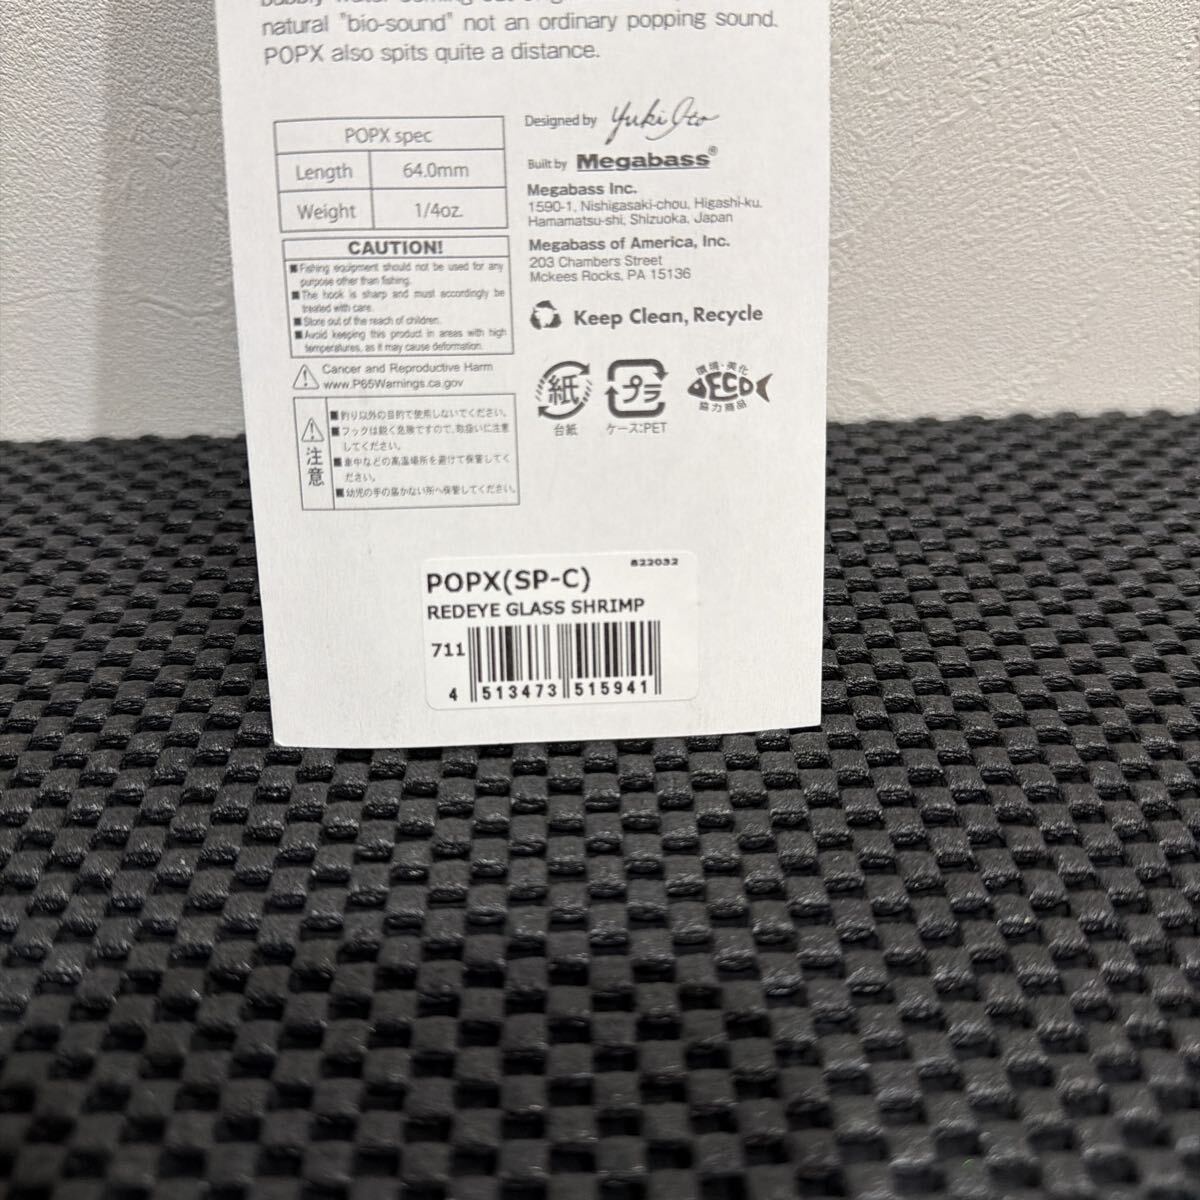 natural "bio-sound" not an ordinary popping sound.
POPX also spits quite a distance.
POPX spec
Length 64.0mm
Weight 1/4oz.
CAUTION!
■Fishing equipment should not be used for any
purpose other than fishing.
■The hook is sharp and must accordingly be
treated with care.
■Store out of the reach of children.
■Avoid keeping this product in areas with high
temperatures, as it may cause deformation.
Cancer and Reproductive Harm
www.P65Warnings.ca.gov
注意
■釣り以外の目的で使用しないでください。
■フックは鋭く危険ですので、取扱いに注意
してください。
■車中などの高温場所を避けて保管してく
ださい。
■幼児の手の届かない所へ保管してください。
Designed by Yuki Ito
Built by Megabass®
Megabass Inc.
1590-1, Nishigasaki-chou, Higashi-ku,
Hamamatsu-shi, Shizuoka, Japan
Megabass of America, Inc.
203 Chambers Street
Mckees Rocks, PA 15136
Keep Clean, Recycle
紙
台紙
プラ
ケース:PET
環境・美化
ECO
協力商品
822032
POPX(SP-C)
REDEYE GLASS SHRIMP
711
4 513473 515941